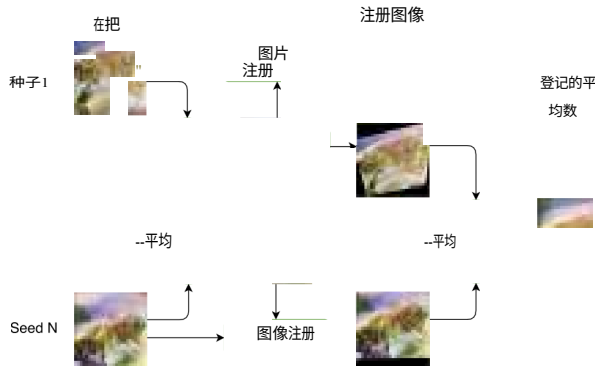 在把
注册图像
图片
注册
种子1
登记的平
均数
--平均
--平均
Seed N
图像注册